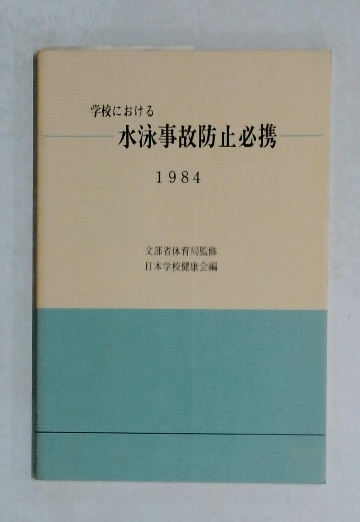 学校における
水泳事故防止必携
1984
文部省体育局監修
日本学校健康会編